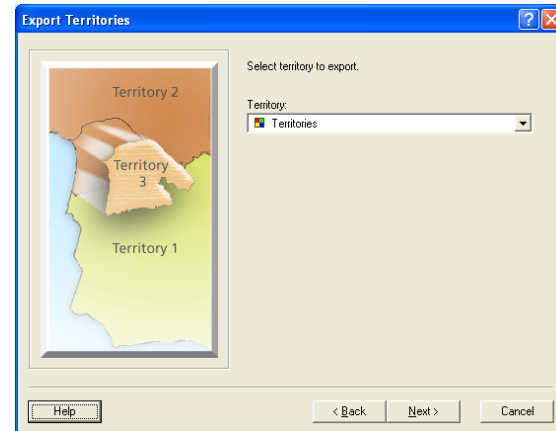 Export Territories
Territory 2
Territory
3
Territory 1
Select territory to export.
Territory:
Territories
Help
< Back
Next >
Cancel